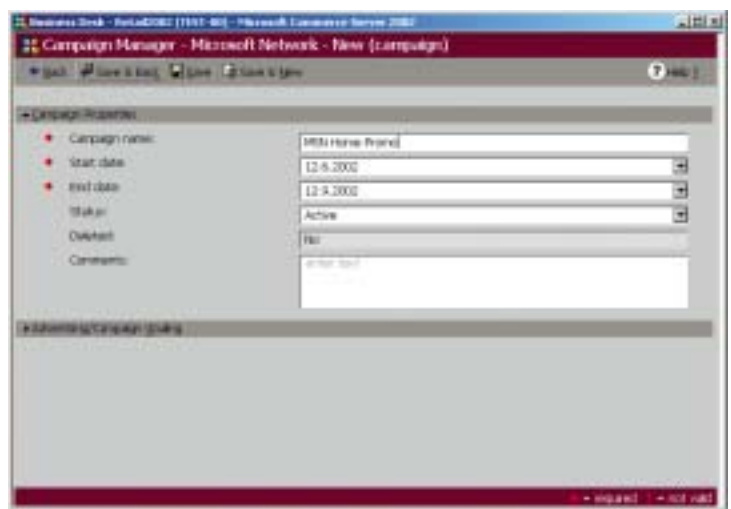 Business Desk - Retail2002 [TEST-BD] - Microsoft Commerce Server 2002
Campaign Manager - Microsoft Network - New (campaign)
Back Save & Back Save Save & New Help
Campaign Properties
Campaign name: MSN Home Promo
Start date: 12.6.2002
End date: 12.9.2002
Status: Active
Deleted: No
Comments: enter text
Advertising Campaign Goaling
= required = not valid